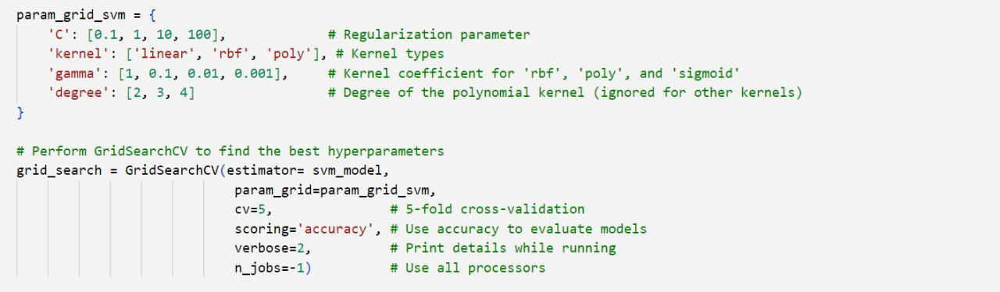 param_grid_svm = {
    'C': [0.1, 1, 10, 100],             # Regularization parameter
    'kernel': ['linear', 'rbf', 'poly'], # Kernel types
    'gamma': [1, 0.1, 0.01, 0.001],     # Kernel coefficient for 'rbf', 'poly', and 'sigmoid'
    'degree': [2, 3, 4]                 # Degree of the polynomial kernel (ignored for other kernels)
}

# Perform GridSearchCV to find the best hyperparameters
grid_search = GridSearchCV(estimator= svm_model,
                            param_grid=param_grid_svm,
                            cv=5,               # 5-fold cross-validation
                            scoring='accuracy', # Use accuracy to evaluate models
                            verbose=2,          # Print details while running
                            n_jobs=-1)          # Use all processors